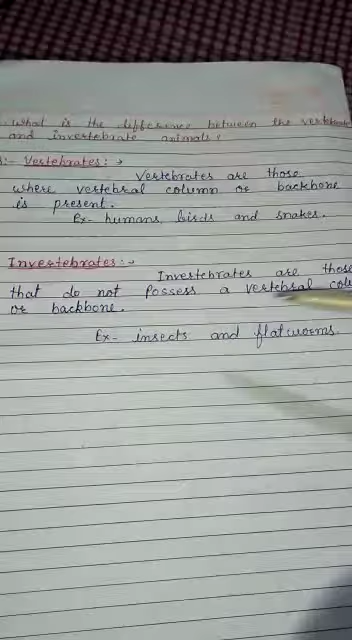 What is the difference between the vertebrate
and invertebrate animals?
:- Vertebrates: →
Vertebrates are those
where vertebral column or backbone
is present.
Ex- humans, birds and snakes.
Invertebrates: →
Invertebrates are those
that do not possess a vertebral colu
or backbone.
Ex- insects and flatworms.